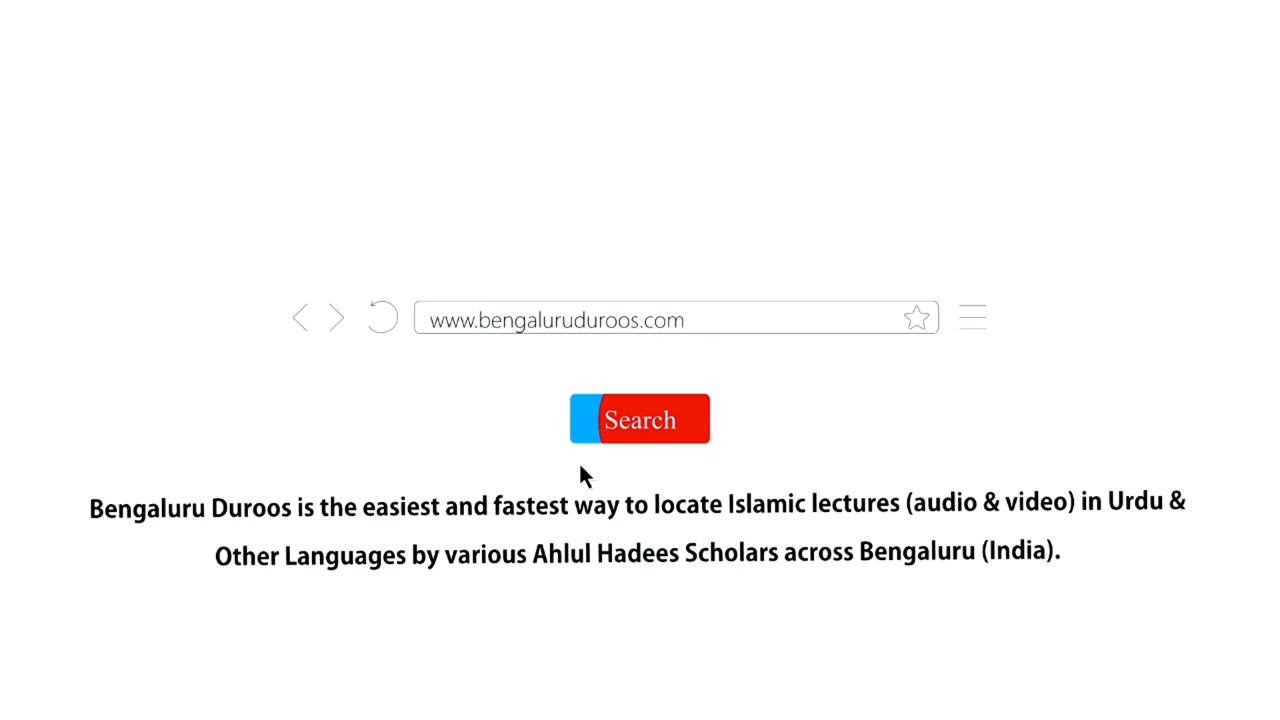 www.bengaluruduroos.com
Search
Bengaluru Duroos is the easiest and fastest way to locate Islamic lectures (audio & video) in Urdu &
Other Languages by various Ahlul Hadees Scholars across Bengaluru (India).